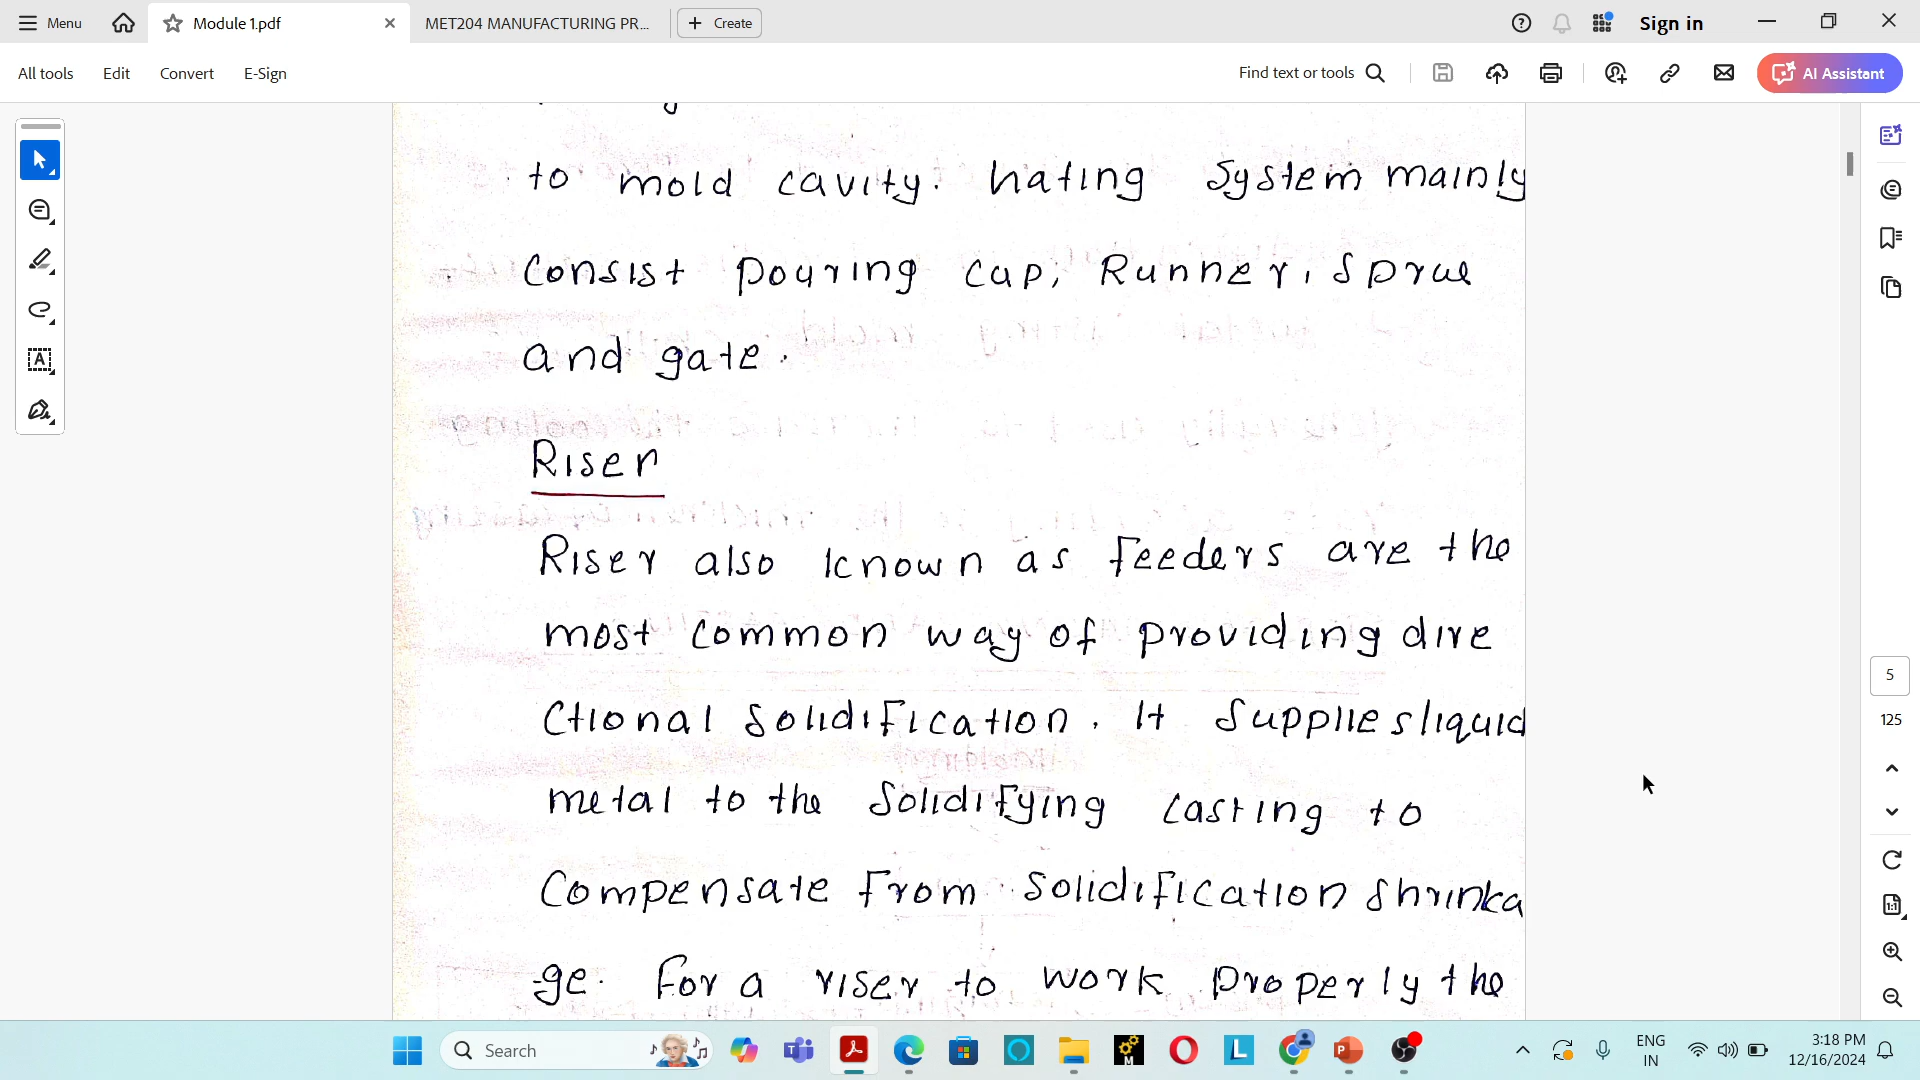 Menu
Module 1.pdf
MET204 MANUFACTURING PR...
Create
Sign in
All tools
Edit
Convert
E-Sign
Find text or tools
AI Assistant
to mold cavity. hating System mainly
consist pouring cup, Runner, Sprue
and gate.
Riser
Riser also known as feeders are the
most common way of providing dire
ctional solidification. It supplies liquid
metal to the solidifying casting to
compensate from solidification shrinka
-ge. For a riser to work properly the
5
125
Search
ENG
IN
3:18 PM
12/16/2024